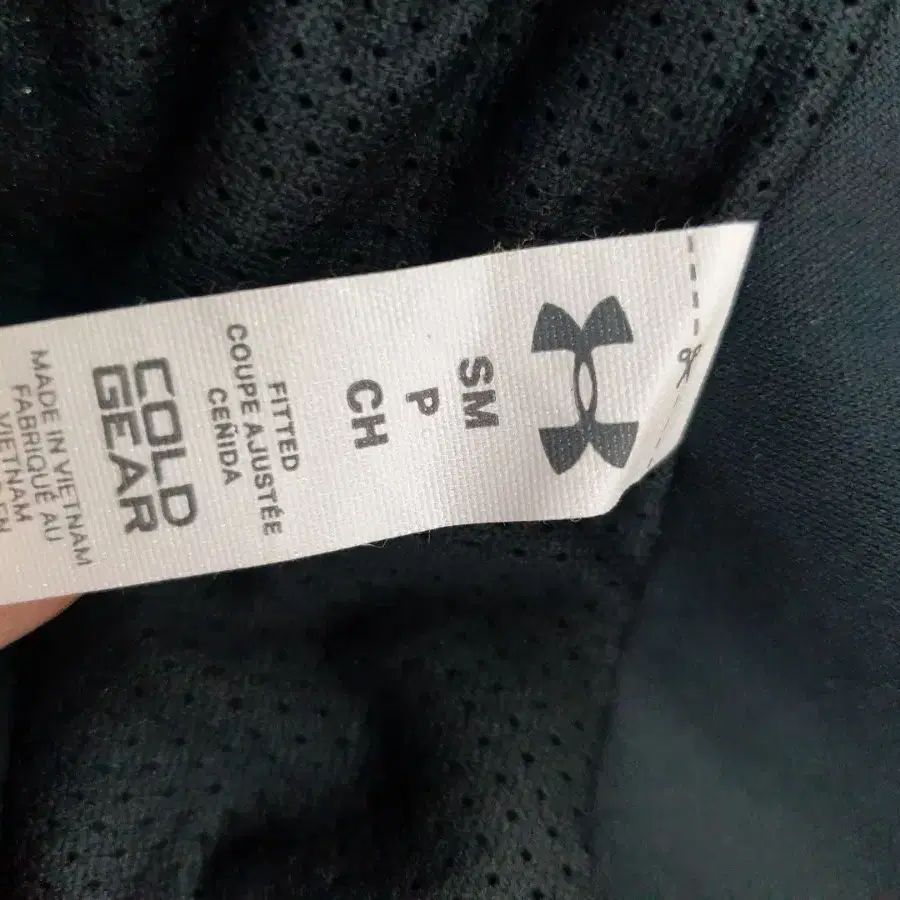 SM
P
CH
FITTED
COUPE AJUSTÉE
CEÑIDA
COLD
GEAR
MADE IN VIETNAM
FABRIQUÉ AU
VIETNAM